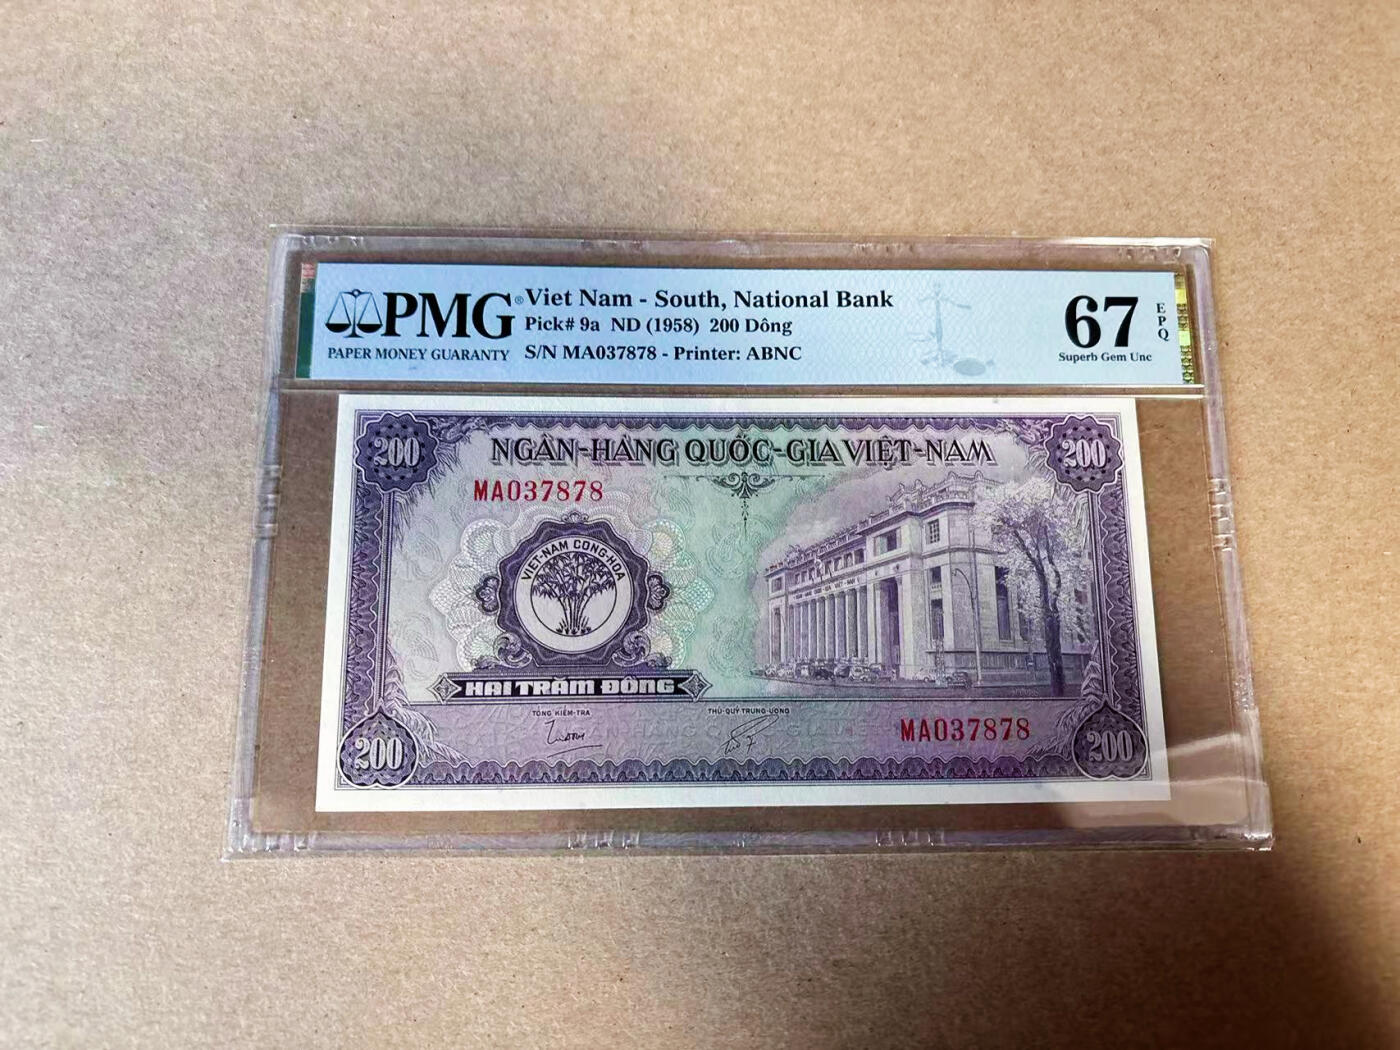 PMG®
PAPER MONEY GUARANTY
Viet Nam - South, National Bank
Pick# 9a ND (1958) 200 Dông
S/N MA037878 - Printer: ABNC
67
EPQ
Superb Gem Unc
200
NGÂN-HÀNG QUỐC-GIA VIỆT-NAM
200
MA037878
VIỆT-NAM CỘNG-HÒA
HAI TRĂM ĐỒNG
TỔNG KIỂM-TRA
THỦ-QUỸ TRUNG-ƯƠNG
MA037878
200
200